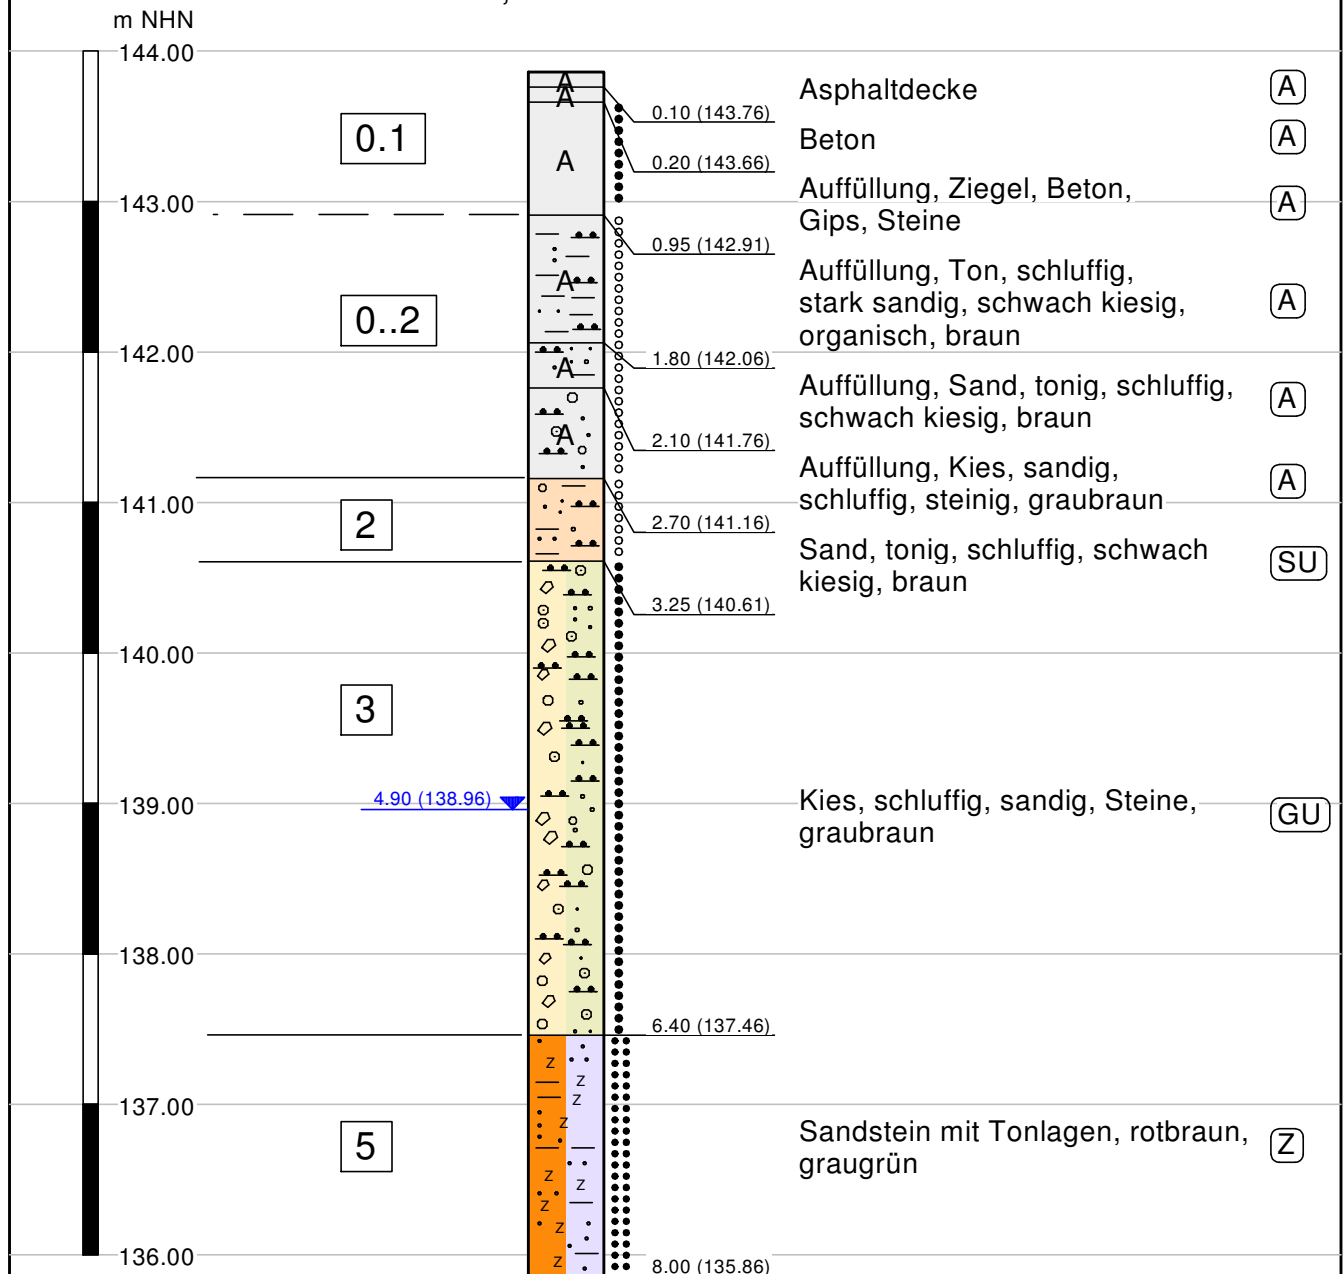 m NHN
144.00
A
A
Asphaltdecke
A
0.10 (143.76)
0.1
Beton
A
A
0.20 (143.66)
Auffüllung, Ziegel, Beton,
Gips, Steine
A
143.00
0.95 (142.91)
Auffüllung, Ton, schluffig,
stark sandig, schwach kiesig,
organisch, braun
A
A
0..2
142.00
1.80 (142.06)
A
Auffüllung, Sand, tonig, schluffig,
schwach kiesig, braun
A
A
2.10 (141.76)
Auffüllung, Kies, sandig,
schluffig, steinig, graubraun
A
141.00
2
2.70 (141.16)
Sand, tonig, schluffig, schwach
kiesig, braun
SU
3.25 (140.61)
140.00
3
4.90 (138.96)
139.00
Kies, schluffig, sandig, Steine,
graubraun
GU
138.00
6.40 (137.46)
z
z
z
137.00
z
5
Sandstein mit Tonlagen, rotbraun,
graugrün
Z
z
z
z
z
136.00
z
8.00 (135.86)